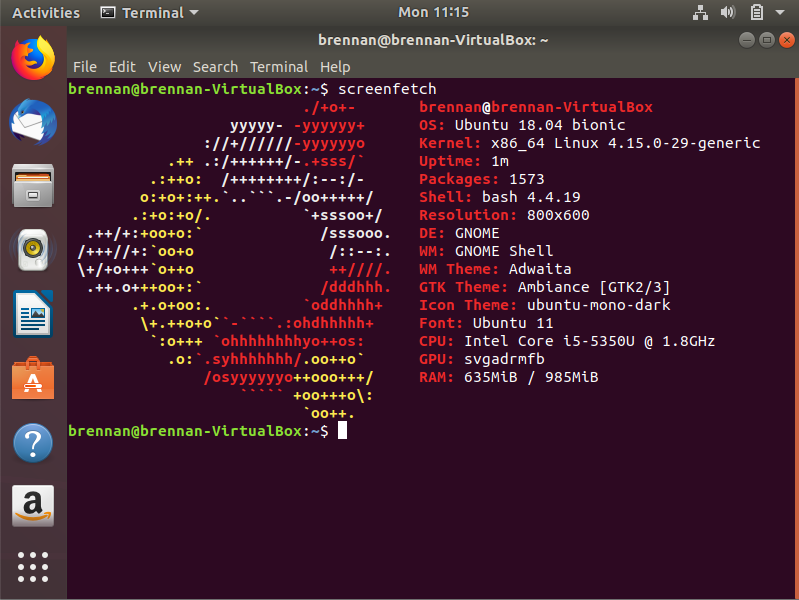 Activities Terminal Mon 11:15
brennan@brennan-VirtualBox: ~
File Edit View Search Terminal Help
brennan@brennan-VirtualBox:~$ screenfetch
./+o+- brennan@brennan-VirtualBox
yyyyy- -yyyyyy+ OS: Ubuntu 18.04 bionic
://+//////-yyyyyyo Kernel: x86_64 Linux 4.15.0-29-generic
.++ .:/++++++/-.+sss/` Uptime: 1m
.:++o: /++++++++/:--:/- Packages: 1573
o:+o+:++.`..```.-/oo+++++/ Shell: bash 4.4.19
.:+o:+o/. `+sssoo+/ Resolution: 800x600
.++/+:+oo+o:` /sssooo. DE: GNOME
/+++//+:`oo+o /::--:. WM: GNOME Shell
\+/+o+++`o++o ++////. WM Theme: Adwaita
.++.o+++oo+:` /dddhhh. GTK Theme: Ambiance [GTK2/3]
.+.o+oo:. `oddhhhh+ Icon Theme: ubuntu-mono-dark
\+.++o+o``-````.:ohdhhhhh+ Font: Ubuntu 11
`:o+++ `ohhhhhhhhyo++os: CPU: Intel Core i5-5350U @ 1.8GHz
.o:`.syhhhhhhh/.oo++o` GPU: svgadrmfb
/osyyyyyyo++ooo+++/ RAM: 635MiB / 985MiB
````` +oo+++o\:
`oo++.
brennan@brennan-VirtualBox:~$